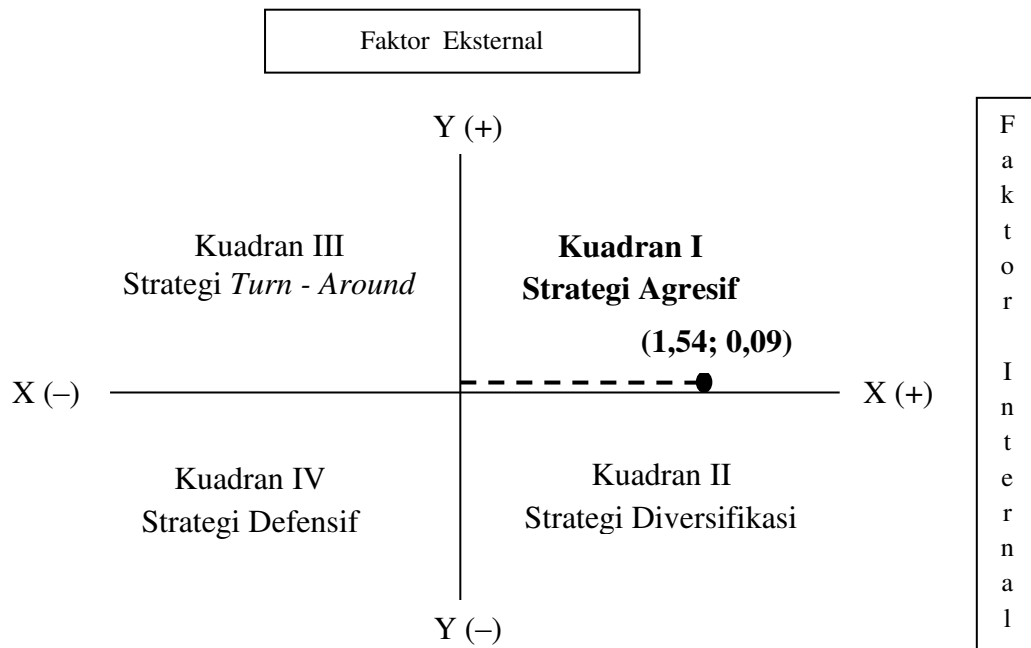 Faktor Eksternal
Y (+)
Kuadran III
Strategi Turn - Around
Kuadran I
Strategi Agresif
(1,54; 0,09)
X (–)
X (+)
Kuadran IV
Strategi Defensif
Kuadran II
Strategi Diversifikasi
Y (–)
F
a
k
t
o
r
I
n
t
e
r
n
a
l